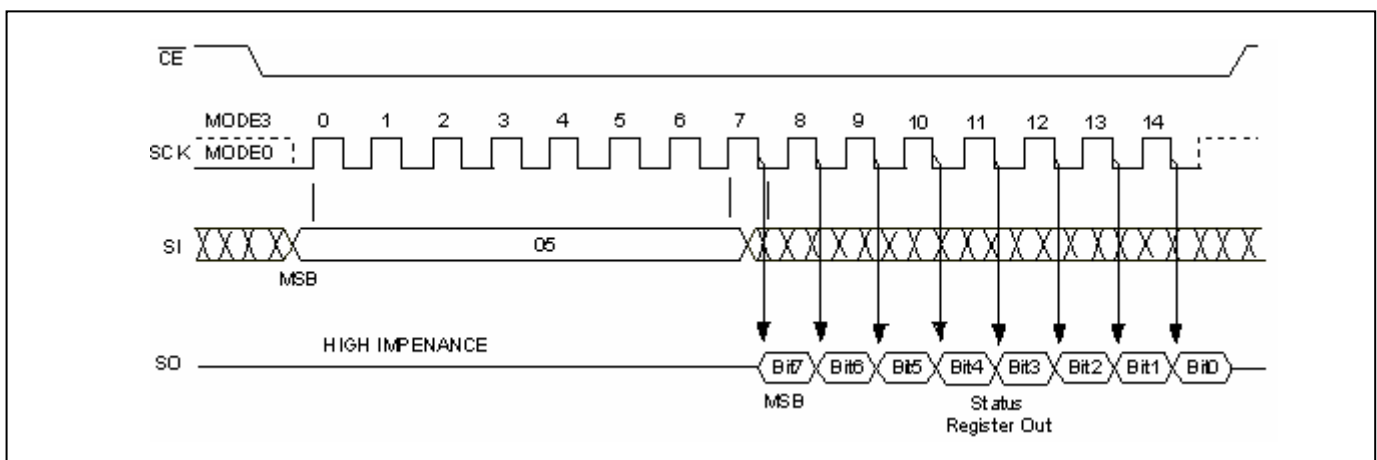 CE
MODE3 0 1 2 3 4 5 6 7 8 9 10 11 12 13 14
SCK MODE0
SI 05
MSB
HIGH IMPENANCE
SO Bit7 Bit6 Bit5 Bit4 Bit3 Bit2 Bit1 Bit0
MSB Status
Register Out